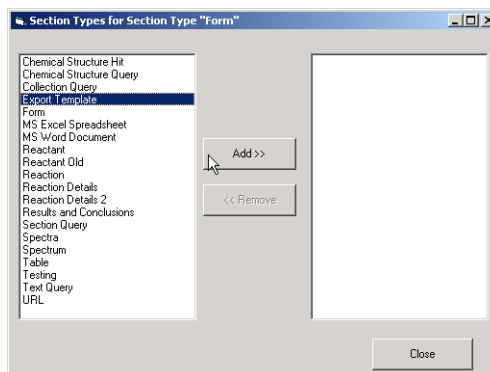 Section Types for Section Type "Form"
Chemical Structure Hit
Chemical Structure Query
Collection Query
Export Template
Form
MS Excel Spreadsheet
MS Word Document
Reactant
Reactant Old
Reaction
Reaction Details
Reaction Details 2
Results and Conclusions
Section Query
Spectra
Spectrum
Table
Testing
Text Query
URL
Add >>
<< Remove
Close